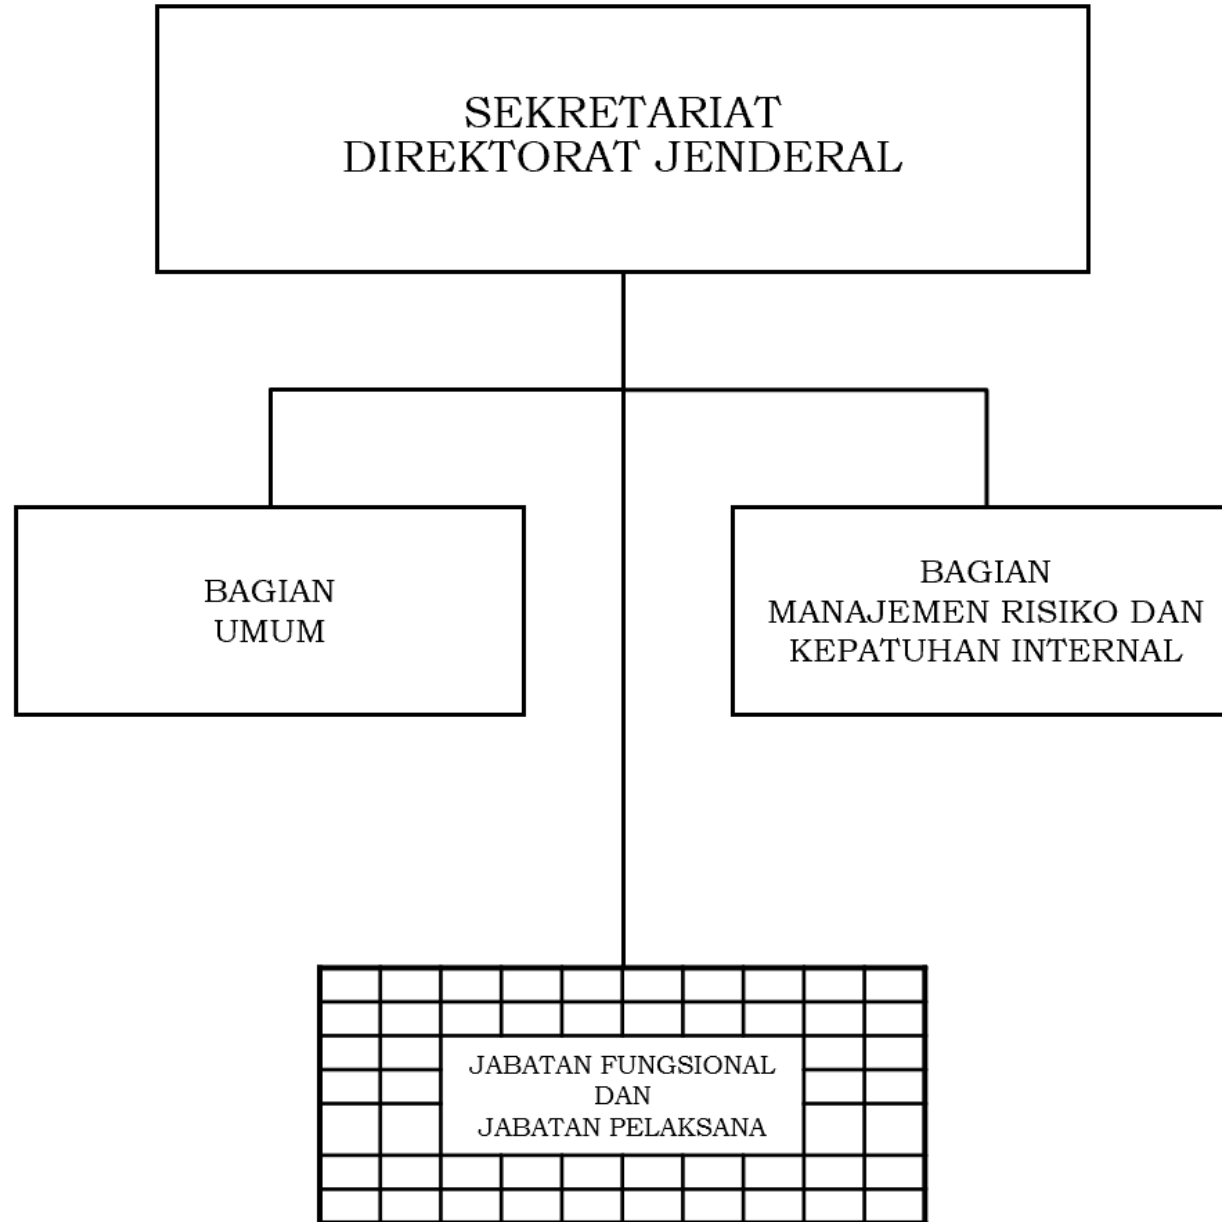 SEKRETARIAT
DIREKTORAT JENDERAL
BAGIAN
UMUM
BAGIAN
MANAJEMEN RISIKO DAN
KEPATUHAN INTERNAL
JABATAN FUNGSIONAL
DAN
JABATAN PELAKSANA